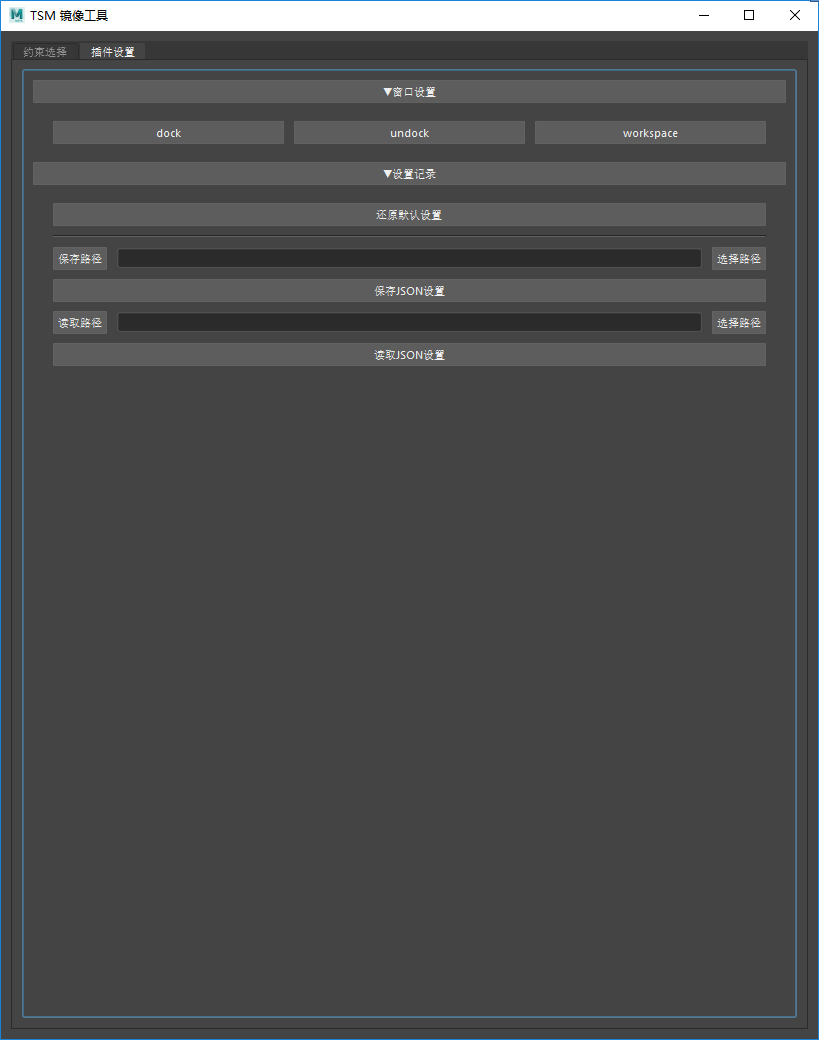 TSM 镜像工具
约束选择 插件设置
▼窗口设置
dock undock workspace
▼设置记录
还原默认设置
保存路径 选择路径
保存JSON设置
读取路径 选择路径
读取JSON设置